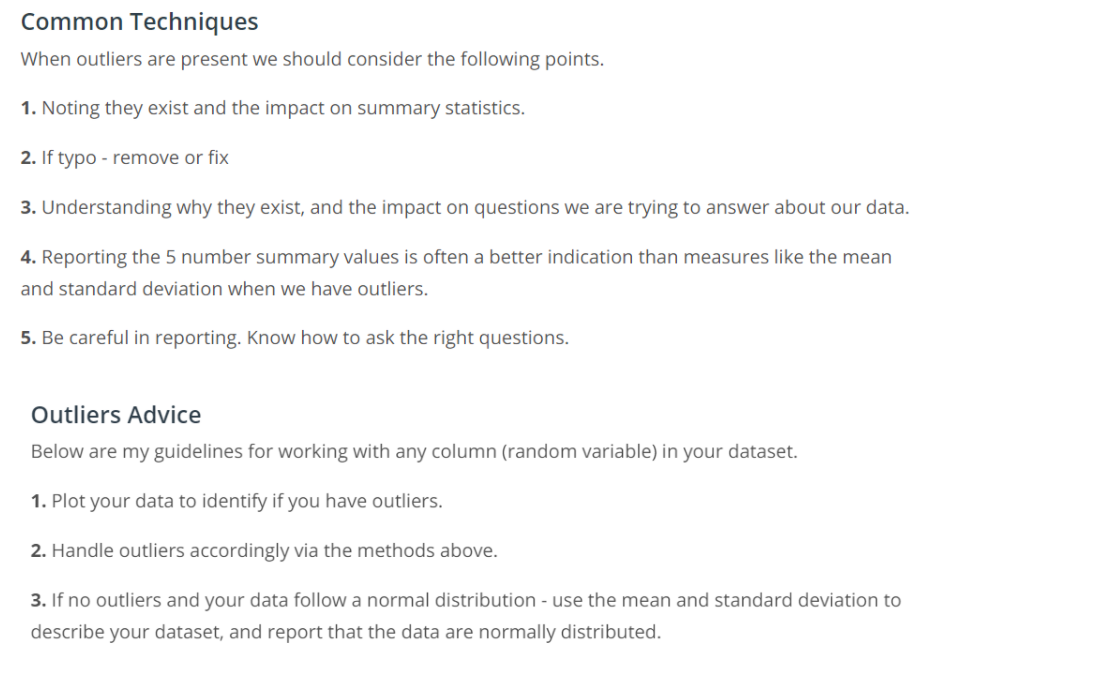 Common Techniques
When outliers are present we should consider the following points.
1. Noting they exist and the impact on summary statistics.
2. If typo - remove or fix
3. Understanding why they exist, and the impact on questions we are trying to answer about our data.
4. Reporting the 5 number summary values is often a better indication than measures like the mean
and standard deviation when we have outliers.
5. Be careful in reporting. Know how to ask the right questions.
Outliers Advice
Below are my guidelines for working with any column (random variable) in your dataset.
1. Plot your data to identify if you have outliers.
2. Handle outliers accordingly via the methods above.
3. If no outliers and your data follow a normal distribution - use the mean and standard deviation to
describe your dataset, and report that the data are normally distributed.